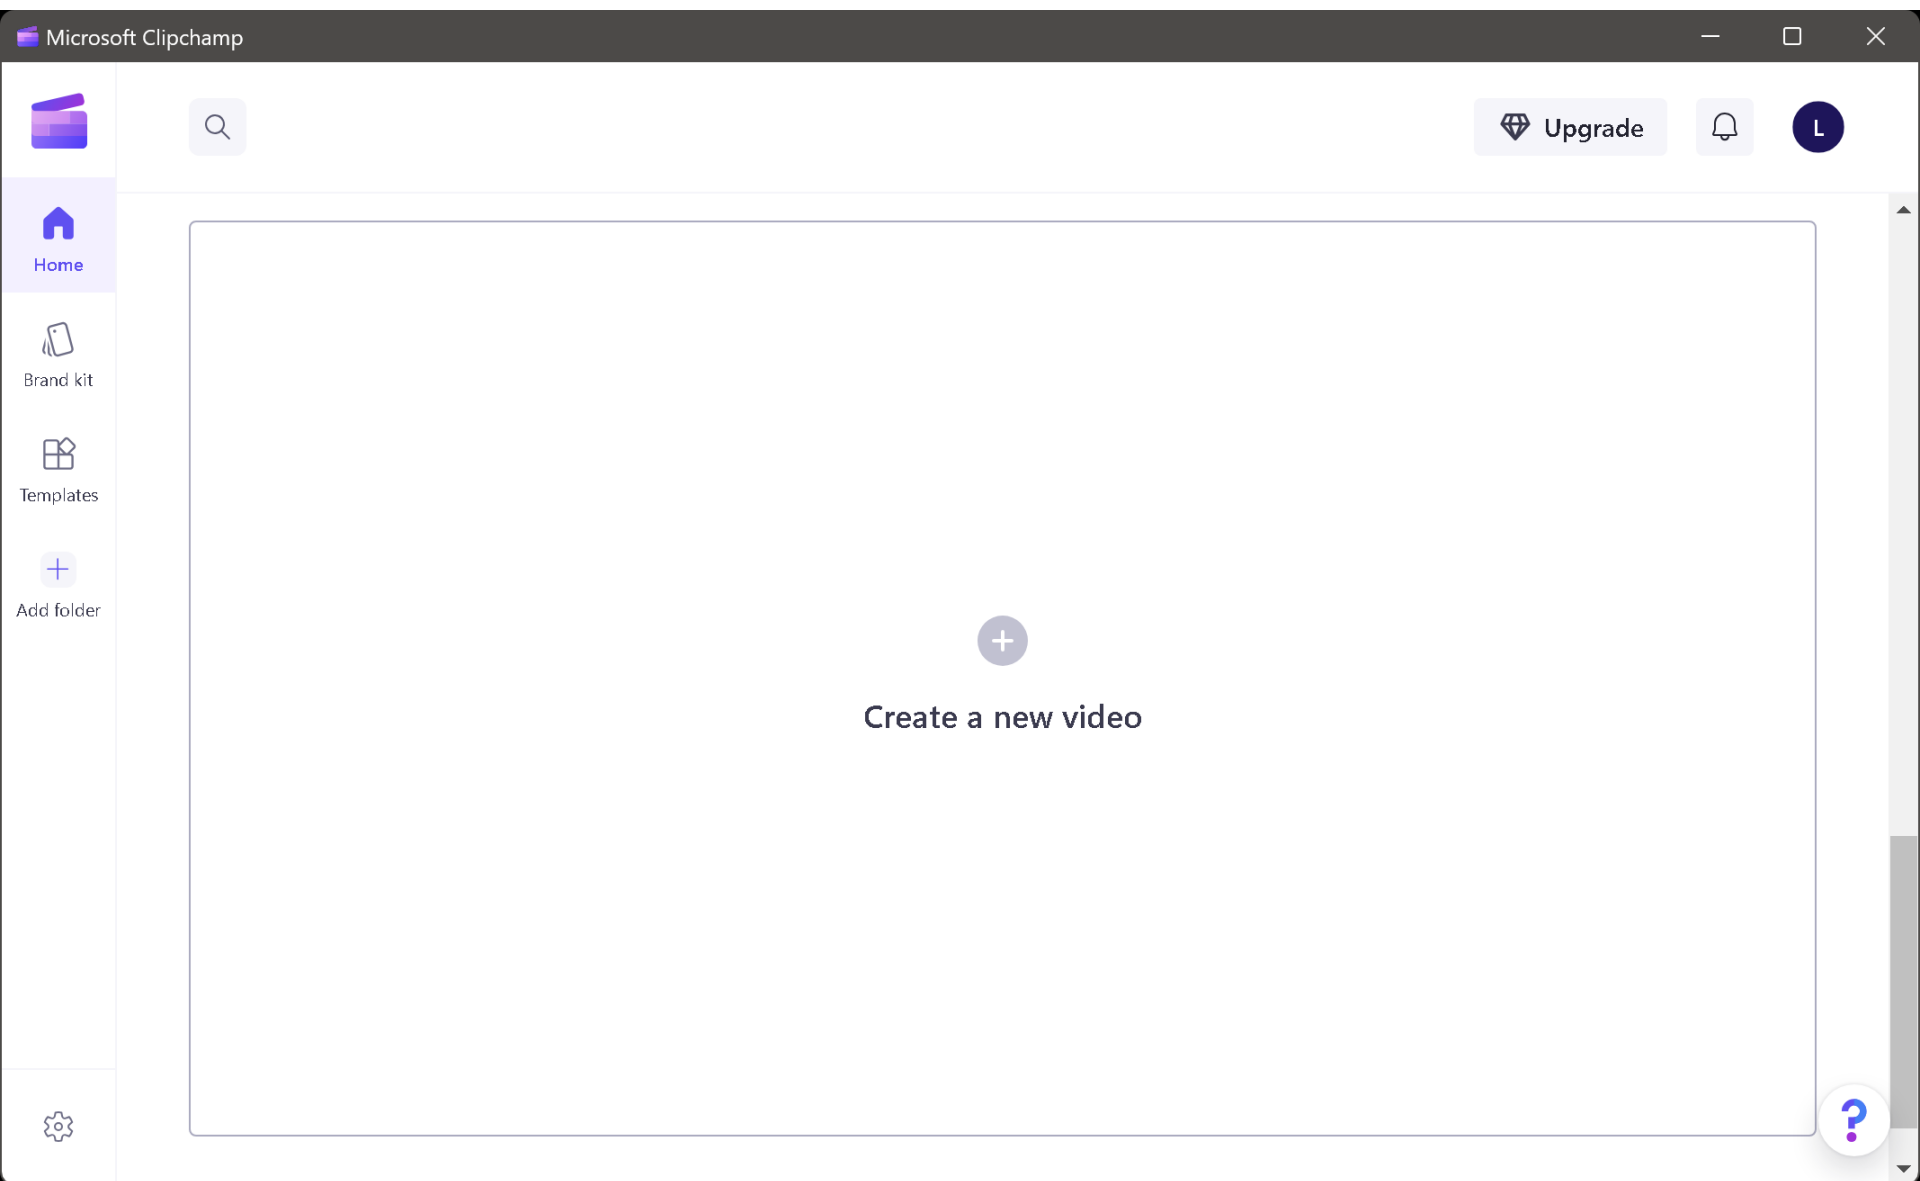 Microsoft Clipchamp
Upgrade
L
Home
Brand kit
Templates
Add folder
Create a new video
?